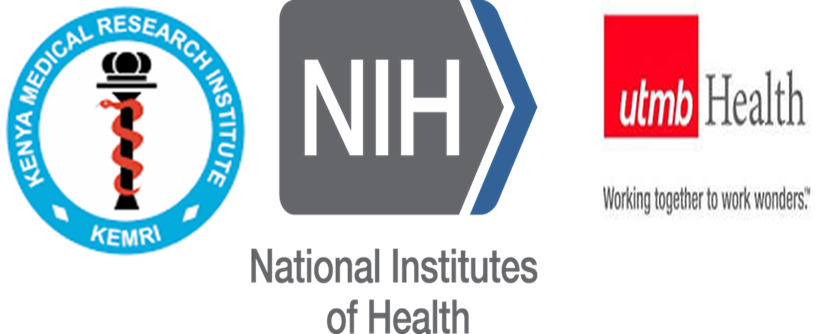 KENYA MEDICAL RESEARCH INSTITUTE
KEMRI
NIH
National Institutes
of Health
utmb Health
Working together to work wonders.™